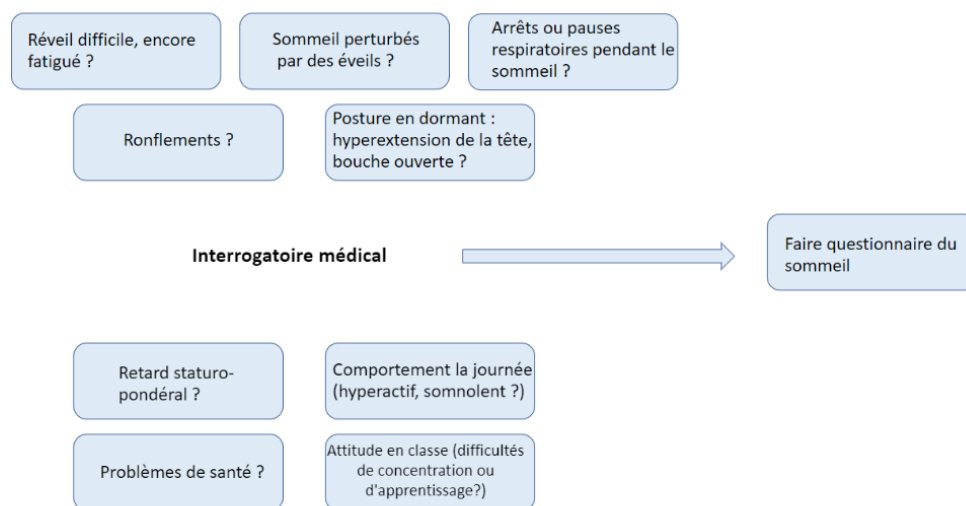 Réveil difficile, encore
fatigué ?
Sommeil perturbés
par des éveils ?
Arrêts ou pauses
respiratoires pendant le
sommeil ?
Ronflements ?
Posture en dormant :
hyperextension de la tête,
bouche ouverte ?
Interrogatoire médical
Faire questionnaire du
sommeil
Retard staturo-
pondéral ?
Comportement la journée
(hyperactif, somnolent ?)
Problèmes de santé ?
Attitude en classe (difficultés
de concentration ou
d'apprentissage?)